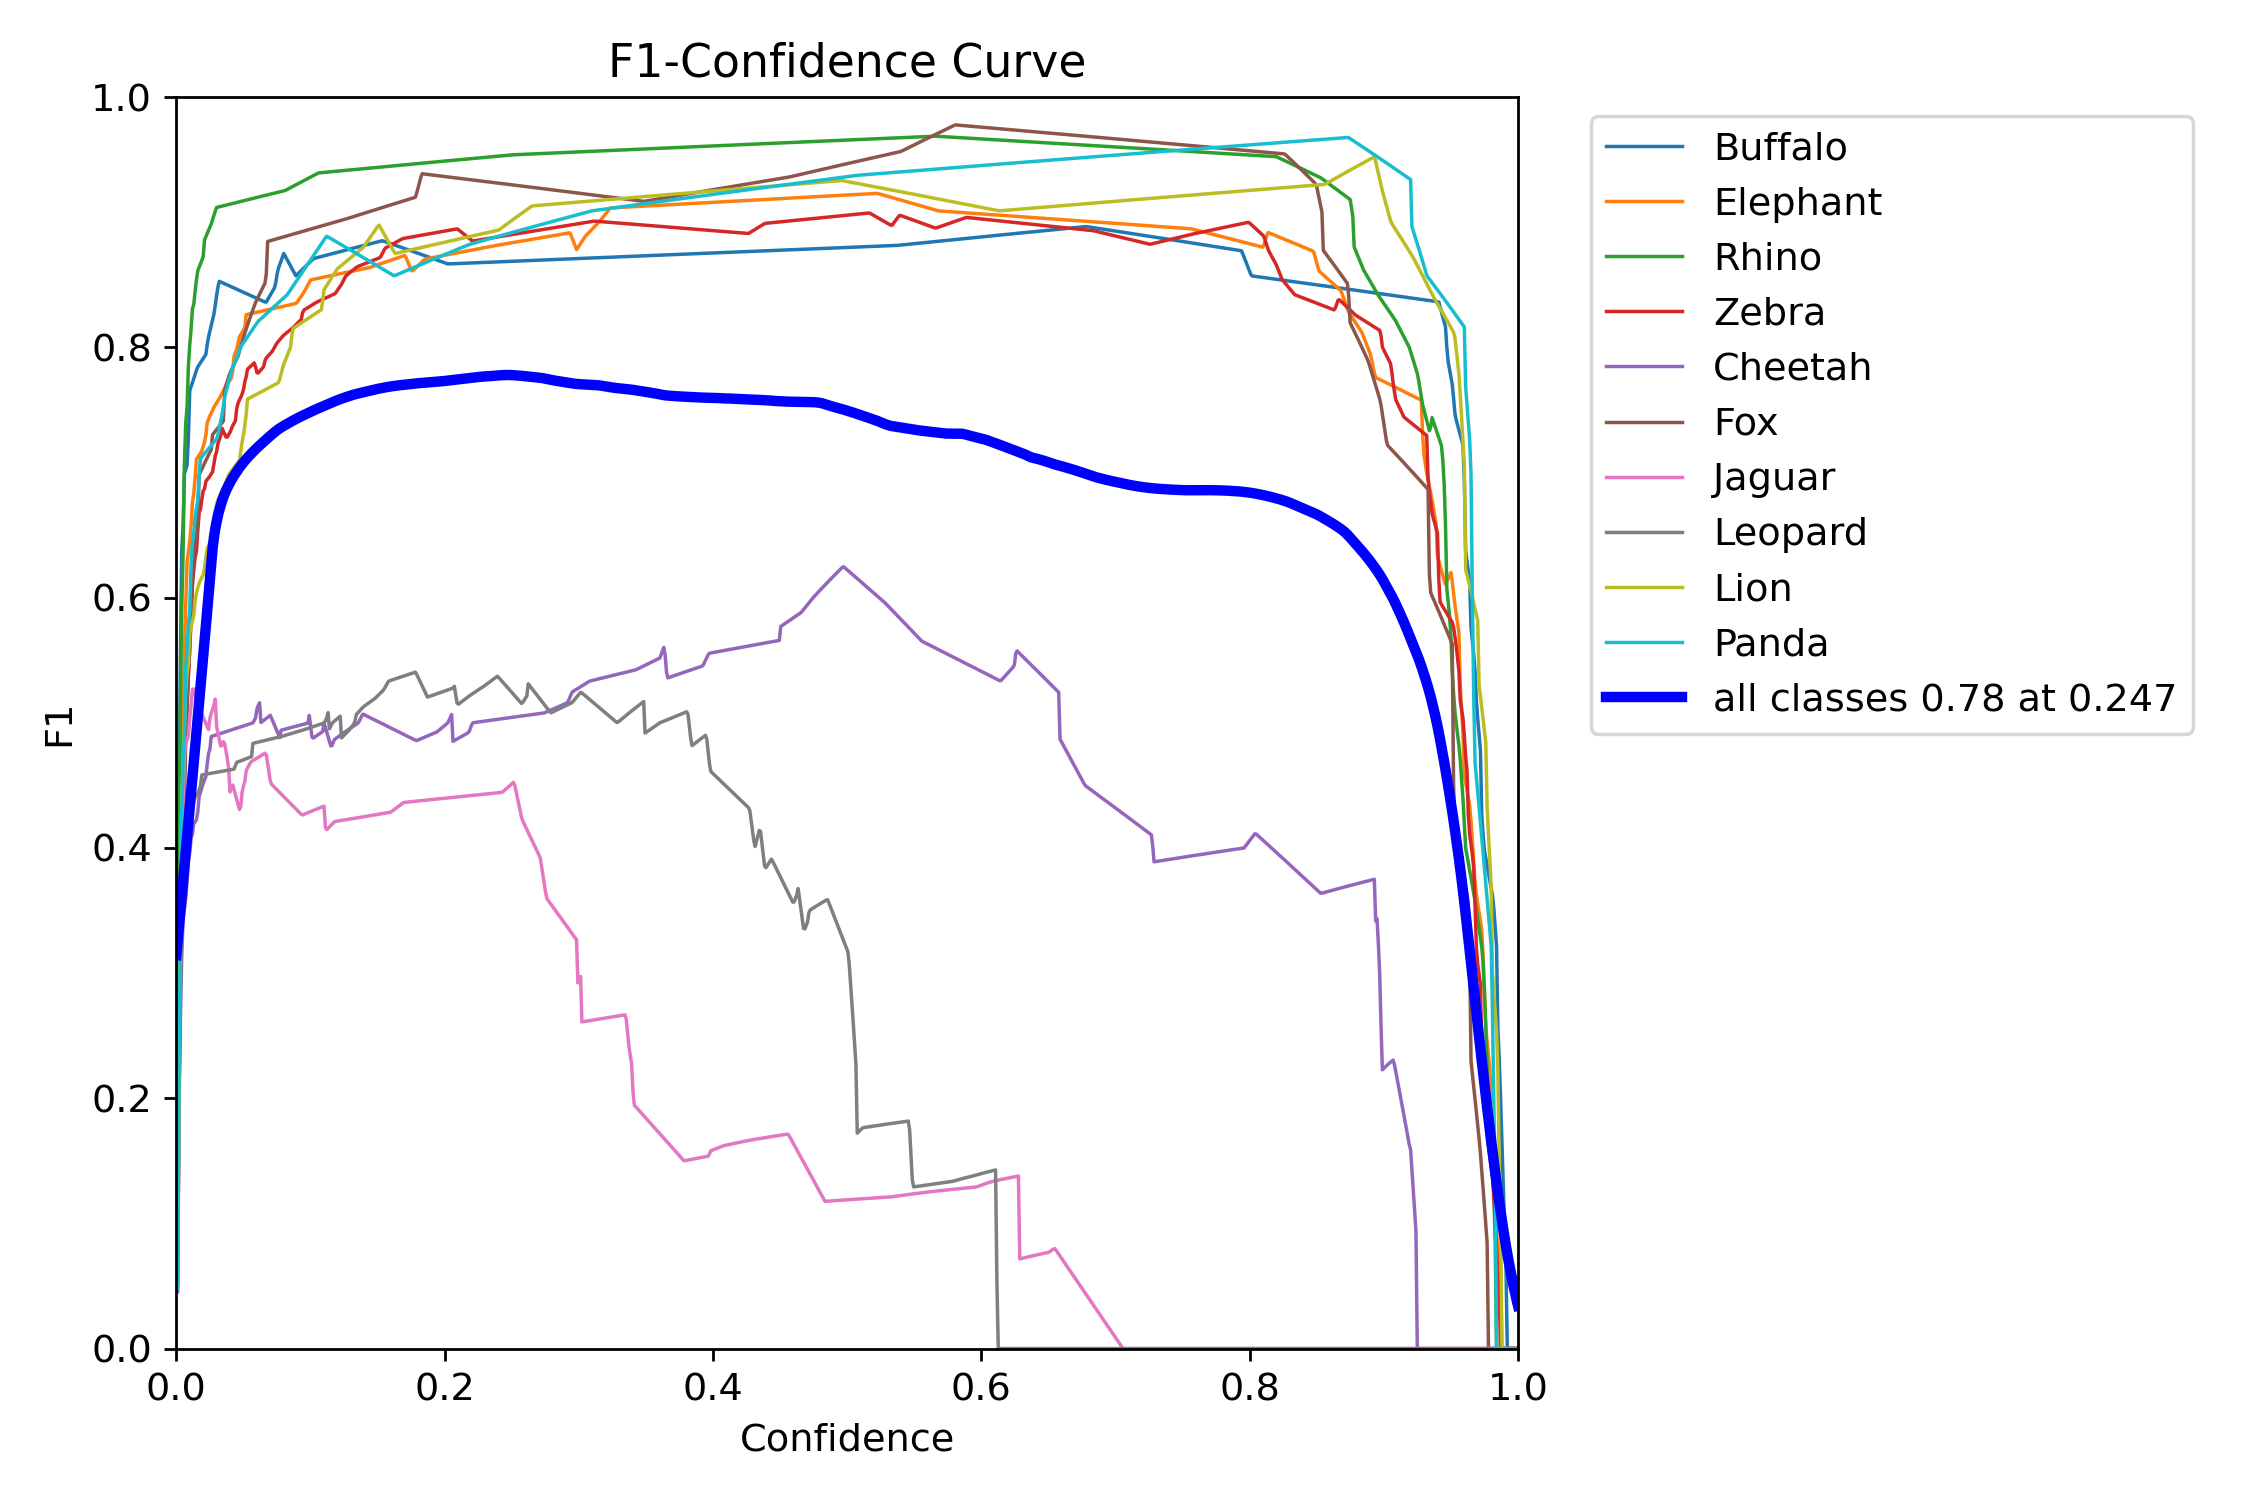 F1-Confidence Curve
1.0
0.8
0.6
0.4
0.2
0.0
F1
0.0 0.2 0.4 0.6 0.8 1.0
Confidence
Buffalo
Elephant
Rhino
Zebra
Cheetah
Fox
Jaguar
Leopard
Lion
Panda
all classes 0.78 at 0.247